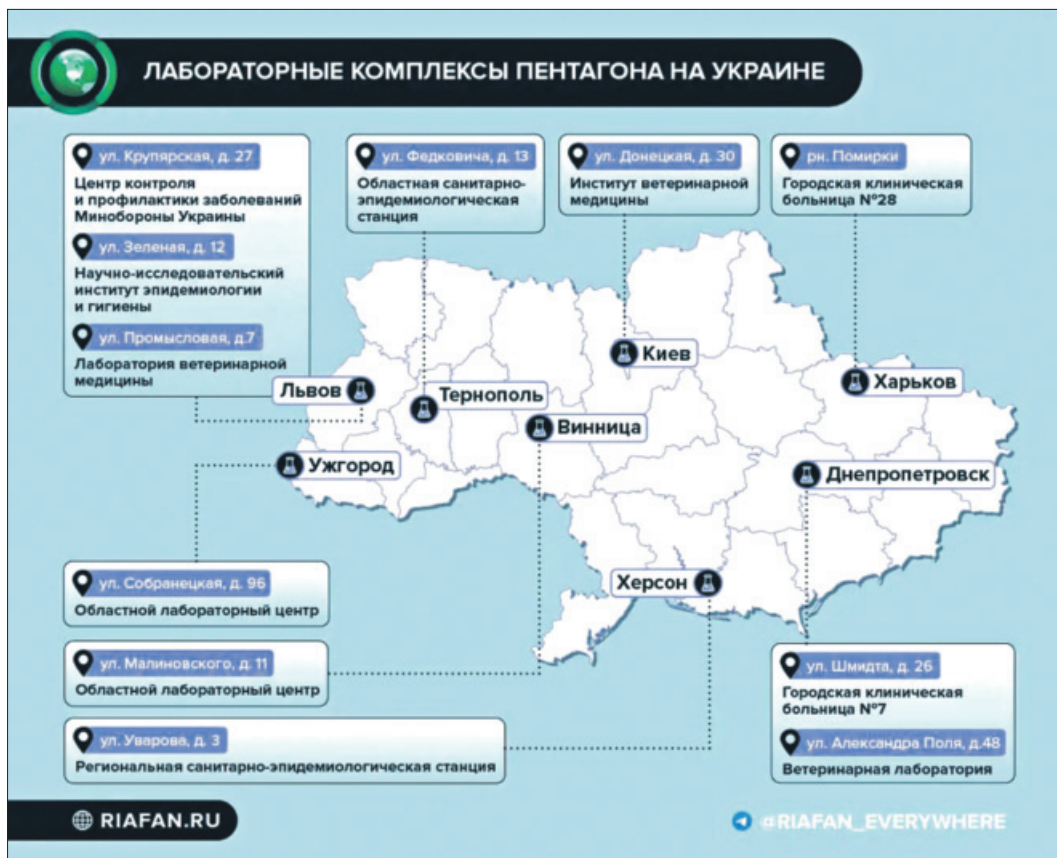 ЛАБОРАТОРНЫЕ КОМПЛЕКСЫ ПЕНТАГОНА НА УКРАИНЕ
ул. Крупярская, д. 27
Центр контроля
и профилактики заболеваний
Минобороны Украины
ул. Зеленая, д. 12
Научно-исследовательский
институт эпидемиологии
и гигиены
ул. Промысловая, д.7
Лаборатория ветеринарной
медицины
ул. Федковича, д. 13
Областная санитарно-
эпидемиологическая
станция
ул. Донецкая, д. 30
Институт ветеринарной
медицины
рн. Помирки
Городская клиническая
больница №28
Киев
Харьков
Львов
Тернополь
Винница
Ужгород
Днепропетровск
Херсон
ул. Собранецкая, д. 96
Областной лабораторный центр
ул. Малиновского, д. 11
Областной лабораторный центр
ул. Уварова, д. 3
Региональная санитарно-эпидемиологическая станция
ул. Шмидта, д. 26
Городская клиническая
больница №7
ул. Александра Поля, д.48
Ветеринарная лаборатория
RIAFAN.RU
@RIAFAN_EVERYWHERE